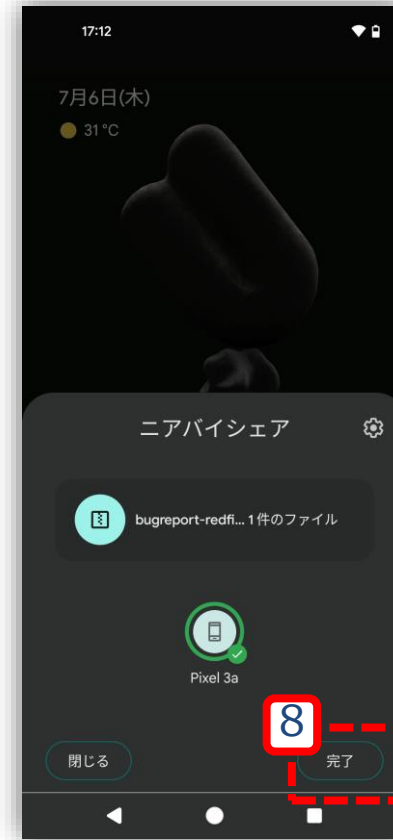 17:12
7月6日(木)
31°C
ニアバイシェア
bugreport-redfi... 1 件のファイル
Pixel 3a
8
閉じる
完了